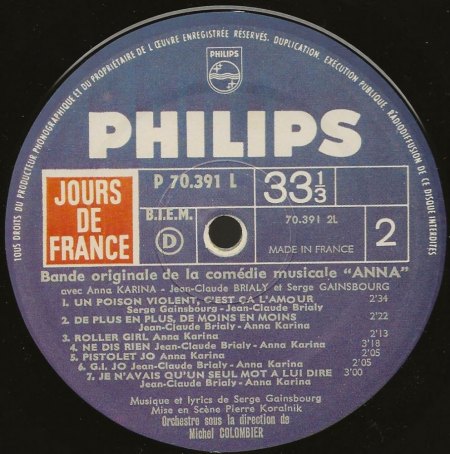 TOUS DROITS DU PRODUCTEUR PHONOGRAPHIQUE ET DU PROPRIÉTAIRE DE L'ŒUVRE ENREGISTRÉE RÉSERVÉS. DUPLICATION, EXÉCUTION PUBLIQUE, RADIODIFFUSION DE CE DISQUE INTERDITES
PHILIPS
PHILIPS
JOURS
DE
FRANCE
P 70.391 L
33 1/3
B.I.E.M.
D
70.391 2L
MADE IN FRANCE
2
Bande originale de la comédie musicale "ANNA"
avec Anna KARINA - Jean-Claude BRIALY et Serge GAINSBOURG
1. UN POISON VIOLENT, C'EST ÇA L'AMOUR 2'34
Serge Gainsbourg - Jean-Claude Brialy
2. DE PLUS EN PLUS, DE MOINS EN MOINS 2'22
Jean-Claude Brialy - Anna Karina
3. ROLLER GIRL Anna Karina 2'13
4. NE DIS RIEN Jean-Claude Brialy - Anna Karina 3'18
5. PISTOLET JO Anna Karina 2'05
6. G.I. JO Jean-Claude Brialy - Anna Karina 2'05
7. JE N'AVAIS QU'UN SEUL MOT A LUI DIRE 3'00
Jean-Claude Brialy - Anna Karina
Musique et lyrics de Serge Gainsbourg
Mise en Scène Pierre Koralnik
Orchestre sous la direction de
Michel COLOMBIER